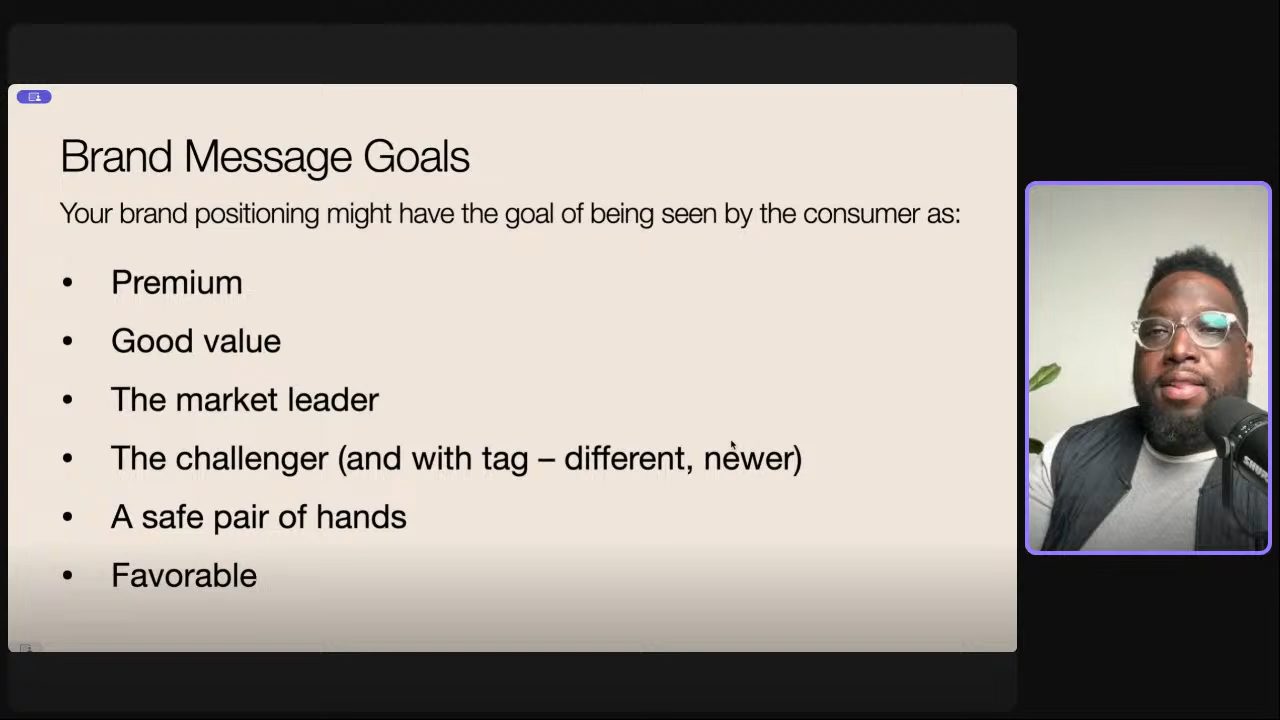 Brand Message Goals
Your brand positioning might have the goal of being seen by the consumer as:
• Premium
• Good value
• The market leader
• The challenger (and with tag – different, newer)
• A safe pair of hands
• Favorable
SHURE